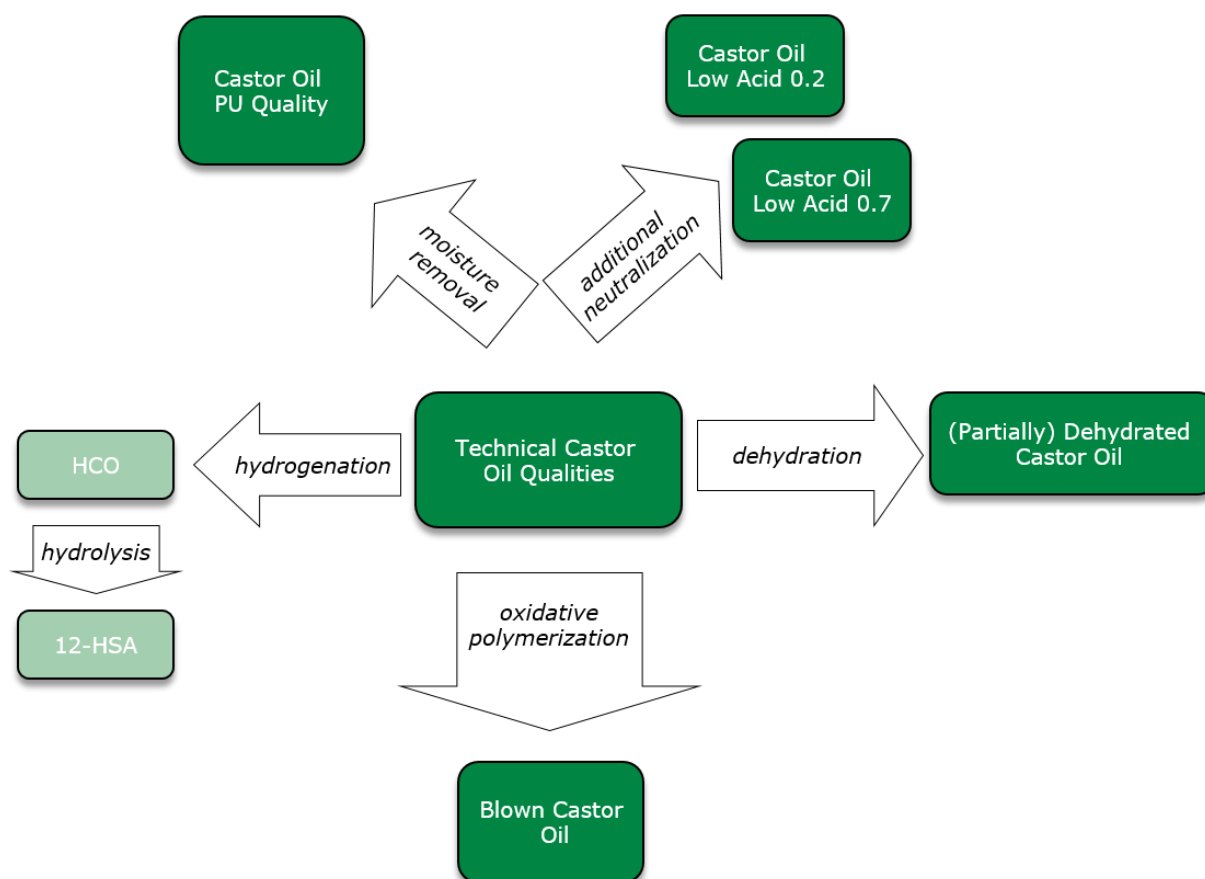 Castor Oil
PU Quality
Castor Oil
Low Acid 0.2
Castor Oil
Low Acid 0.7
moisture
removal
additional
neutralization
HCO
hydrogenation
Technical Castor
Oil Qualities
dehydration
(Partially) Dehydrated
Castor Oil
hydrolysis
12-HSA
oxidative
polymerization
Blown Castor
Oil